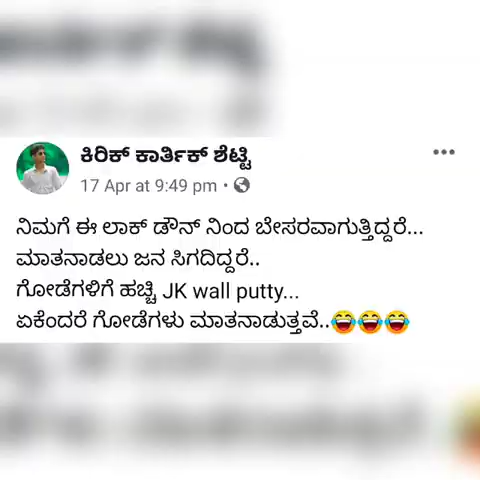 ಕಿರಿಕ್ ಕಾರ್ತಿಕ್ ಶೆಟ್ಟಿ
17 Apr at 9:49 pm •
ನಿಮಗೆ ಈ ಲಾಕ್ ಡೌನ್ ನಿಂದ ಬೇಸರವಾಗುತ್ತಿದ್ದರೆ...
ಮಾತನಾಡಲು ಜನ ಸಿಗದಿದ್ದರೆ..
ಗೋಡೆಗಳಿಗೆ ಹಚ್ಚಿ JK wall putty...
ಏಕೆಂದರೆ ಗೋಡೆಗಳು ಮಾತನಾಡುತ್ತವೆ..😂😂😂